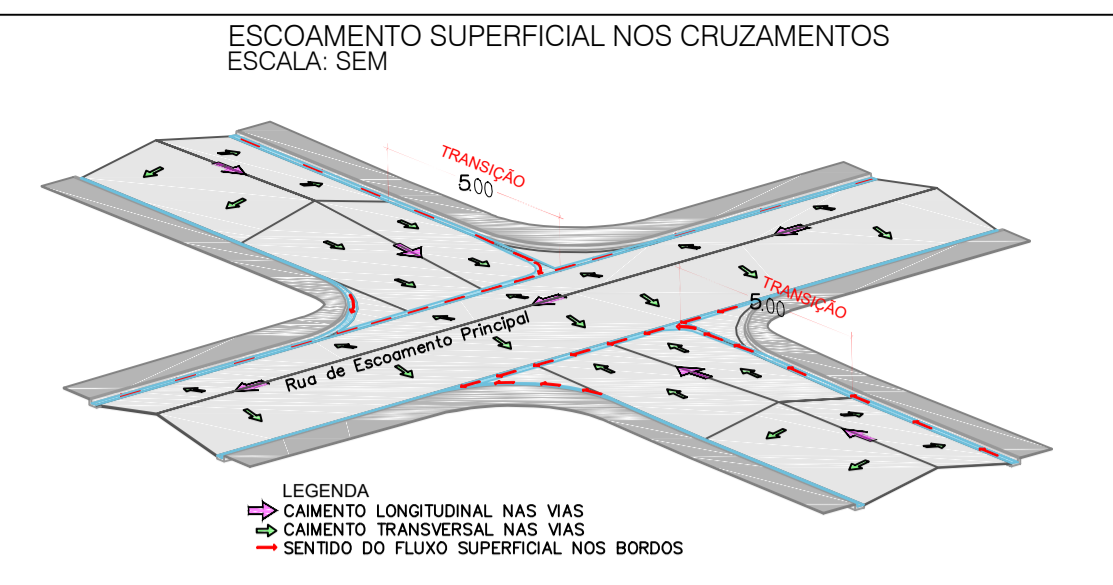 ESCOAMENTO SUPERFICIAL NOS CRUZAMENTOS
ESCALA: SEM
TRANSIÇÃO
5.00
TRANSIÇÃO
5.00
Rua de Escoamento Principal
LEGENDA
CAIMENTO LONGITUDINAL NAS VIAS
CAIMENTO TRANSVERSAL NAS VIAS
SENTIDO DO FLUXO SUPERFICIAL NOS BORDOS